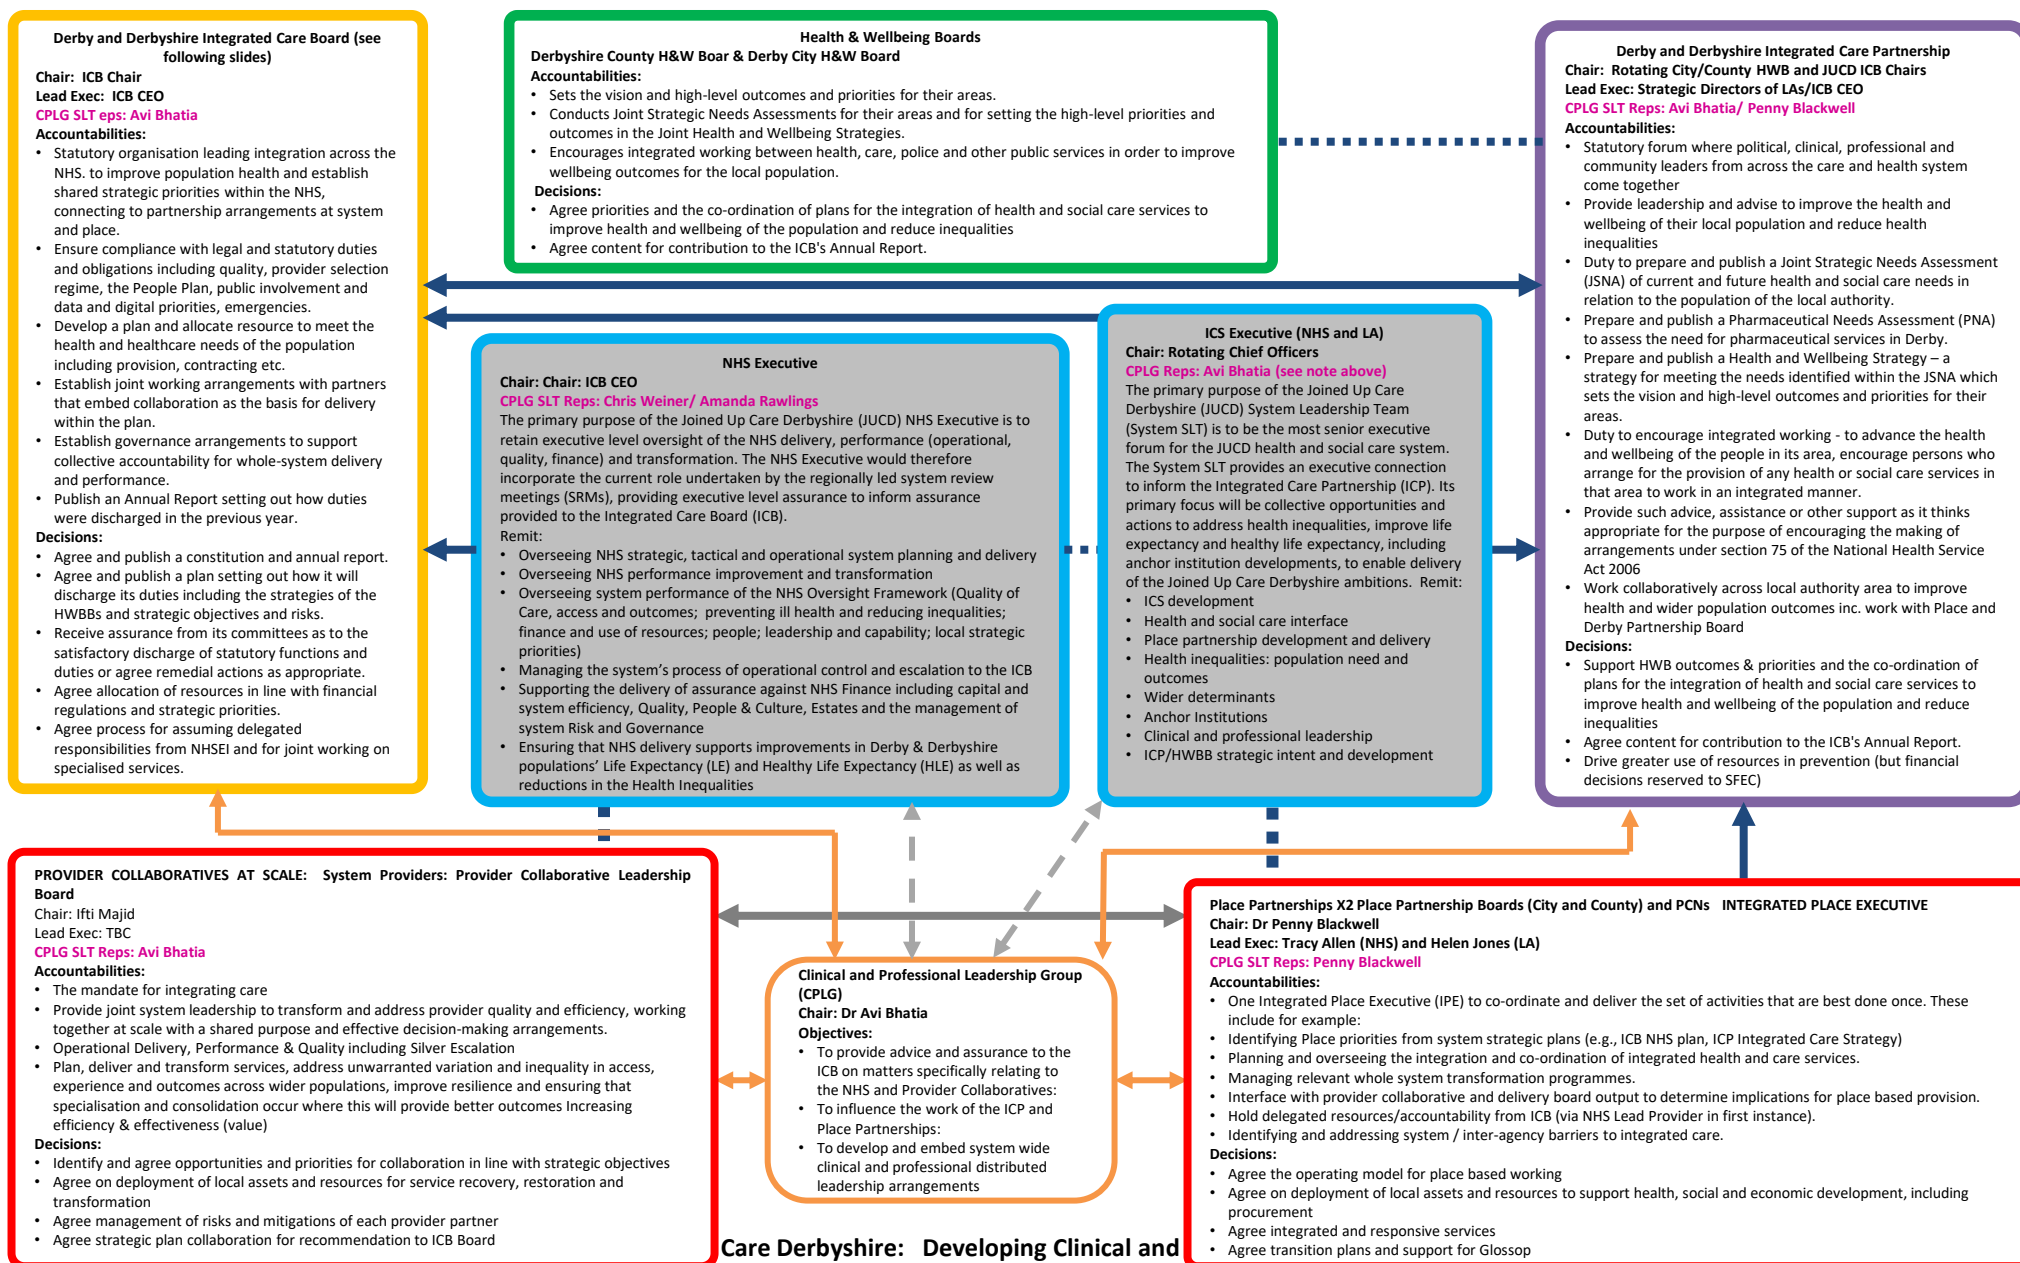 Derby and Derbyshire Integrated Care Board (see
following slides)
Chair: ICB Chair
Lead Exec: ICB CEO
CPLG SLT eps: Avi Bhatia
Accountabilities:
• Statutory organisation leading integration across the
NHS. to improve population health and establish
shared strategic priorities within the NHS,
connecting to partnership arrangements at system
and place.
• Ensure compliance with legal and statutory duties
and obligations including quality, provider selection
regime, the People Plan, public involvement and
data and digital priorities, emergencies.
• Develop a plan and allocate resource to meet the
health and healthcare needs of the population
including provision, contracting etc.
• Establish joint working arrangements with partners
that embed collaboration as the basis for delivery
within the plan.
• Establish governance arrangements to support
collective accountability for whole-system delivery
and performance.
• Publish an Annual Report setting out how duties
were discharged in the previous year.
Decisions:
• Agree and publish a constitution and annual report.
• Agree and publish a plan setting out how it will
discharge its duties including the strategies of the
HWBBs and strategic objectives and risks.
• Receive assurance from its committees as to the
satisfactory discharge of statutory functions and
duties or agree remedial actions as appropriate.
• Agree allocation of resources in line with financial
regulations and strategic priorities.
• Agree process for assuming delegated
responsibilities from NHSEI and for joint working on
specialised services.
Health & Wellbeing Boards
Derbyshire County H&W Boar & Derby City H&W Board
Accountabilities:
• Sets the vision and high-level outcomes and priorities for their areas.
• Conducts Joint Strategic Needs Assessments for their areas and for setting the high-level priorities and
outcomes in the Joint Health and Wellbeing Strategies.
• Encourages integrated working between health, care, police and other public services in order to improve
wellbeing outcomes for the local population.
Decisions:
• Agree priorities and the co-ordination of plans for the integration of health and social care services to
improve health and wellbeing of the population and reduce inequalities
• Agree content for contribution to the ICB's Annual Report.
Derby and Derbyshire Integrated Care Partnership
Chair: Rotating City/County HWB and JUCD ICB Chairs
Lead Exec: Strategic Directors of LAs/ICB CEO
CPLG SLT Reps: Avi Bhatia/ Penny Blackwell
Accountabilities:
• Statutory forum where political, clinical, professional and
community leaders from across the care and health system
come together
• Provide leadership and advise to improve the health and
wellbeing of their local population and reduce health
inequalities
• Duty to prepare and publish a Joint Strategic Needs Assessment
(JSNA) of current and future health and social care needs in
relation to the population of the local authority.
• Prepare and publish a Pharmaceutical Needs Assessment (PNA)
to assess the need for pharmaceutical services in Derby.
• Prepare and publish a Health and Wellbeing Strategy – a
strategy for meeting the needs identified within the JSNA which
sets the vision and high-level outcomes and priorities for their
areas.
• Duty to encourage integrated working - to advance the health
and wellbeing of the people in its area, encourage persons who
arrange for the provision of any health or social care services in
that area to work in an integrated manner.
• Provide such advice, assistance or other support as it thinks
appropriate for the purpose of encouraging the making of
arrangements under section 75 of the National Health Service
Act 2006
• Work collaboratively across local authority area to improve
health and wider population outcomes inc. work with Place and
Derby Partnership Board
Decisions:
• Support HWB outcomes & priorities and the co-ordination of
plans for the integration of health and social care services to
improve health and wellbeing of the population and reduce
inequalities
• Agree content for contribution to the ICB's Annual Report.
• Drive greater use of resources in prevention (but financial
decisions reserved to SFEC)
NHS Executive
Chair: Chair: ICB CEO
CPLG SLT Reps: Chris Weiner/ Amanda Rawlings
The primary purpose of the Joined Up Care Derbyshire (JUCD) NHS Executive is to
retain executive level oversight of the NHS delivery, performance (operational,
quality, finance) and transformation. The NHS Executive would therefore
incorporate the current role undertaken by the regionally led system review
meetings (SRMs), providing executive level assurance to inform assurance
provided to the Integrated Care Board (ICB).
Remit:
• Overseeing NHS strategic, tactical and operational system planning and delivery
• Overseeing NHS performance improvement and transformation
• Overseeing system performance of the NHS Oversight Framework (Quality of
Care, access and outcomes; preventing ill health and reducing inequalities;
finance and use of resources; people; leadership and capability; local strategic
priorities)
• Managing the system's process of operational control and escalation to the ICB
• Supporting the delivery of assurance against NHS Finance including capital and
system efficiency, Quality, People & Culture, Estates and the management of
system Risk and Governance
• Ensuring that NHS delivery supports improvements in Derby & Derbyshire
populations' Life Expectancy (LE) and Healthy Life Expectancy (HLE) as well as
reductions in the Health Inequalities
ICS Executive (NHS and LA)
Chair: Rotating Chief Officers
CPLG Reps: Avi Bhatia (see note above)
The primary purpose of the Joined Up Care
Derbyshire (JUCD) System Leadership Team
(System SLT) is to be the most senior executive
forum for the JUCD health and social care system.
The System SLT provides an executive connection
to inform the Integrated Care Partnership (ICP). Its
primary focus will be collective opportunities and
actions to address health inequalities, improve life
expectancy and healthy life expectancy, including
anchor institution developments, to enable delivery
of the Joined Up Care Derbyshire ambitions. Remit:
• ICS development
• Health and social care interface
• Place partnership development and delivery
• Health inequalities: population need and
outcomes
• Wider determinants
• Anchor Institutions
• Clinical and professional leadership
• ICP/HWBB strategic intent and development
PROVIDER COLLABORATIVES AT SCALE: System Providers: Provider Collaborative Leadership
Board
Chair: Ifti Majid
Lead Exec: TBC
CPLG SLT Reps: Avi Bhatia
Accountabilities:
• The mandate for integrating care
• Provide joint system leadership to transform and address provider quality and efficiency, working
together at scale with a shared purpose and effective decision-making arrangements.
• Operational Delivery, Performance & Quality including Silver Escalation
• Plan, deliver and transform services, address unwarranted variation and inequality in access,
experience and outcomes across wider populations, improve resilience and ensuring that
specialisation and consolidation occur where this will provide better outcomes Increasing
efficiency & effectiveness (value)
Decisions:
• Identify and agree opportunities and priorities for collaboration in line with strategic objectives
• Agree on deployment of local assets and resources for service recovery, restoration and
transformation
• Agree management of risks and mitigations of each provider partner
• Agree strategic plan collaboration for recommendation to ICB Board
Clinical and Professional Leadership Group
(CPLG)
Chair: Dr Avi Bhatia
Objectives:
• To provide advice and assurance to the
ICB on matters specifically relating to
the NHS and Provider Collaboratives:
• To influence the work of the ICP and
Place Partnerships:
• To develop and embed system wide
clinical and professional distributed
leadership arrangements
Place Partnerships X2 Place Partnership Boards (City and County) and PCNs INTEGRATED PLACE EXECUTIVE
Chair: Dr Penny Blackwell
Lead Exec: Tracy Allen (NHS) and Helen Jones (LA)
CPLG SLT Reps: Penny Blackwell
Accountabilities:
• One Integrated Place Executive (IPE) to co-ordinate and deliver the set of activities that are best done once. These
include for example:
• Identifying Place priorities from system strategic plans (e.g., ICB NHS plan, ICP Integrated Care Strategy)
• Planning and overseeing the integration and co-ordination of integrated health and care services.
• Managing relevant whole system transformation programmes.
• Interface with provider collaborative and delivery board output to determine implications for place based provision.
• Hold delegated resources/accountability from ICB (via NHS Lead Provider in first instance).
• Identifying and addressing system / inter-agency barriers to integrated care.
Decisions:
• Agree the operating model for place based working
• Agree on deployment of local assets and resources to support health, social and economic development, including
procurement
• Agree integrated and responsive services
• Agree transition plans and support for Glossop
Care Derbyshire: Developing Clinical and